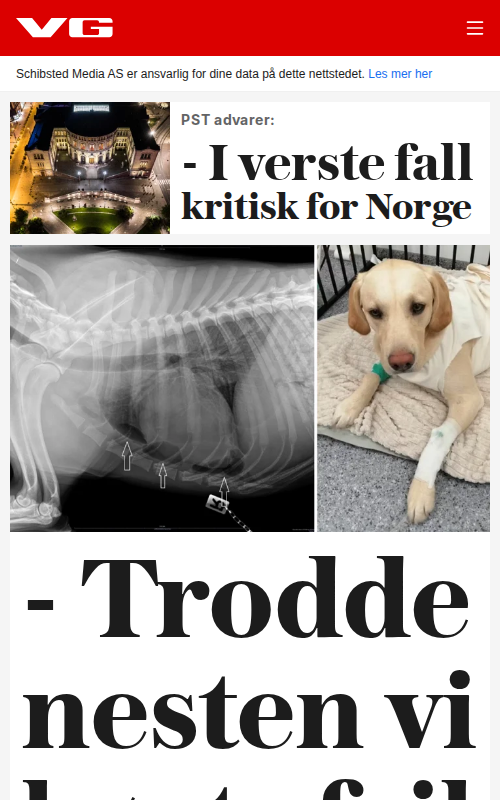 VG
Schibsted Media AS er ansvarlig for dine data på dette nettstedet. Les mer her
PST advarer:
- I verste fall
kritisk for Norge
- Trodde
nesten vi